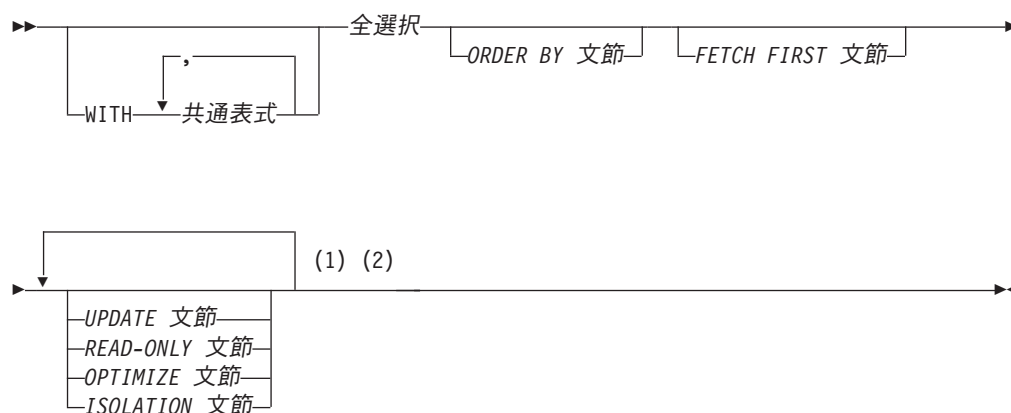 全選択
ORDER BY 文節
FETCH FIRST 文節
,
WITH 共通表式
(1) (2)
UPDATE 文節
READ-ONLY 文節
OPTIMIZE 文節
ISOLATION 文節